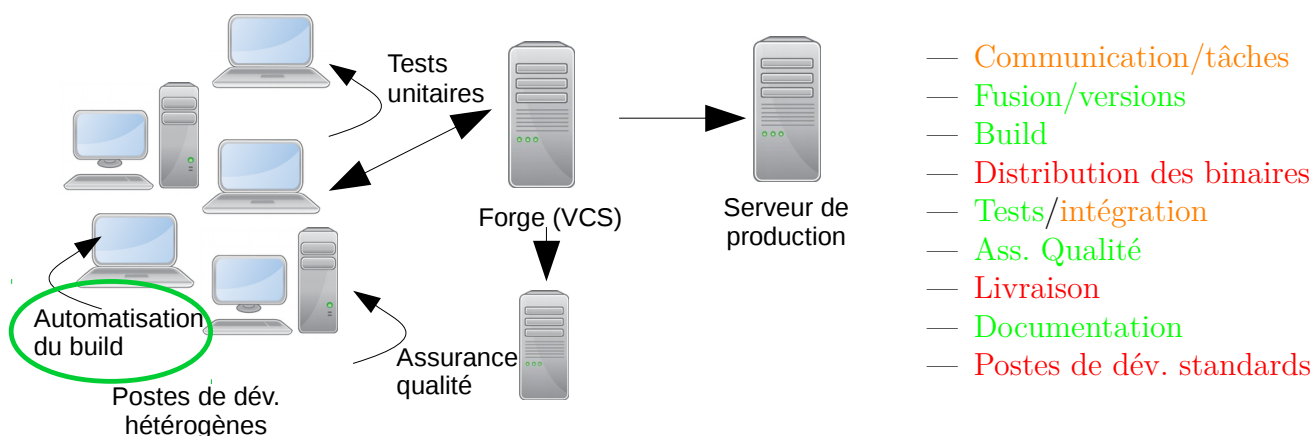 Tests
unitaires
Forge (VCS)
Serveur de
production
Automatisation
du build
Assurance
qualité
Postes de dév.
hétérogènes
— Communication/tâches
— Fusion/versions
— Build
— Distribution des binaires
— Tests/intégration
— Ass. Qualité
— Livraison
— Documentation
— Postes de dév. standards